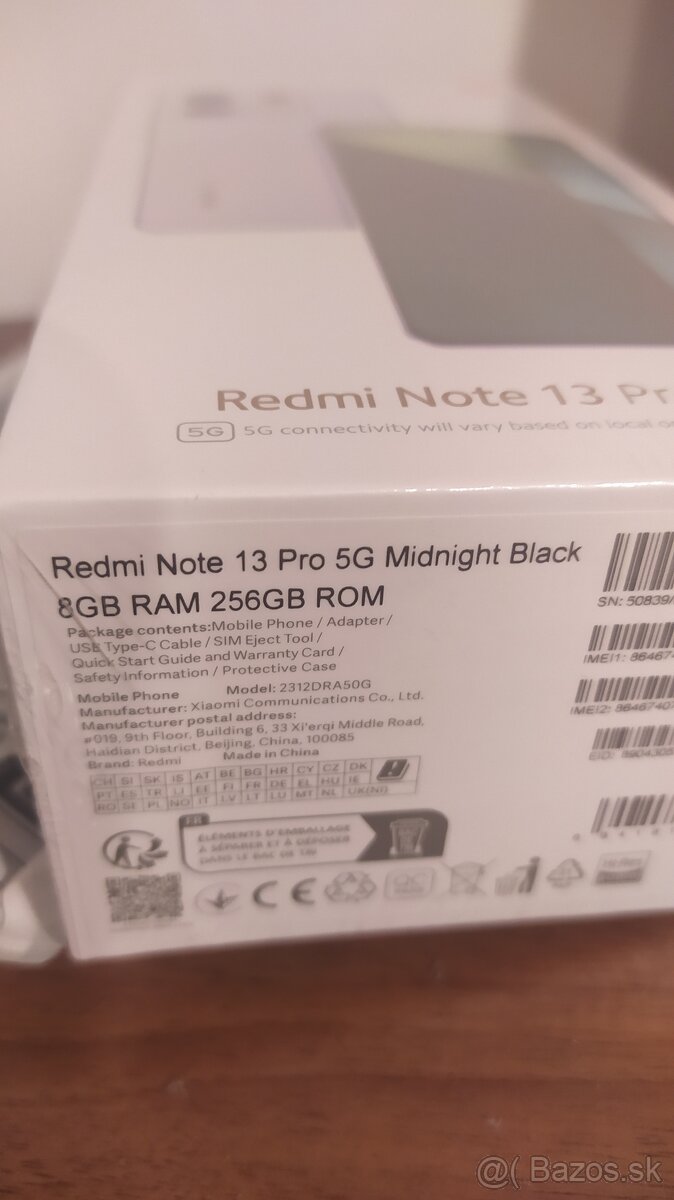 Redmi Note 13 Pr
5G 5G connectivity will vary based on local
Redmi Note 13 Pro 5G Midnight Black
8GB RAM 256GB ROM
Package contents:Mobile Phone / Adapter /
USB Type-C Cable / SIM Eject Tool /
Quick Start Guide and Warranty Card /
Safety Information / Protective Case
Mobile Phone Model: 2312DRA50G
Manufacturer: Xiaomi Communications Co., Ltd.
Manufacturer postal address:
#019, 9th Floor, Building 6, 33 Xi'erqi Middle Road,
Haidian District, Beijing, China, 100085
Brand: Redmi Made in China
CH SI SK IS AT BE BG HR CY CZ DK
PT ES TR LI EE FI FR DE EL HU IE
RO SE PL NO IT LV LT LU MT NL UK(NI)
SN: 50839/
IMEI1: 86467
IMEI2: 86467407
EID:
FR
ÉLÉMENTS D'EMBALLAGE
À SÉPARER ET À DÉPOSER
DANS LE BAC DE TRI
CE
@( Bazos.sk